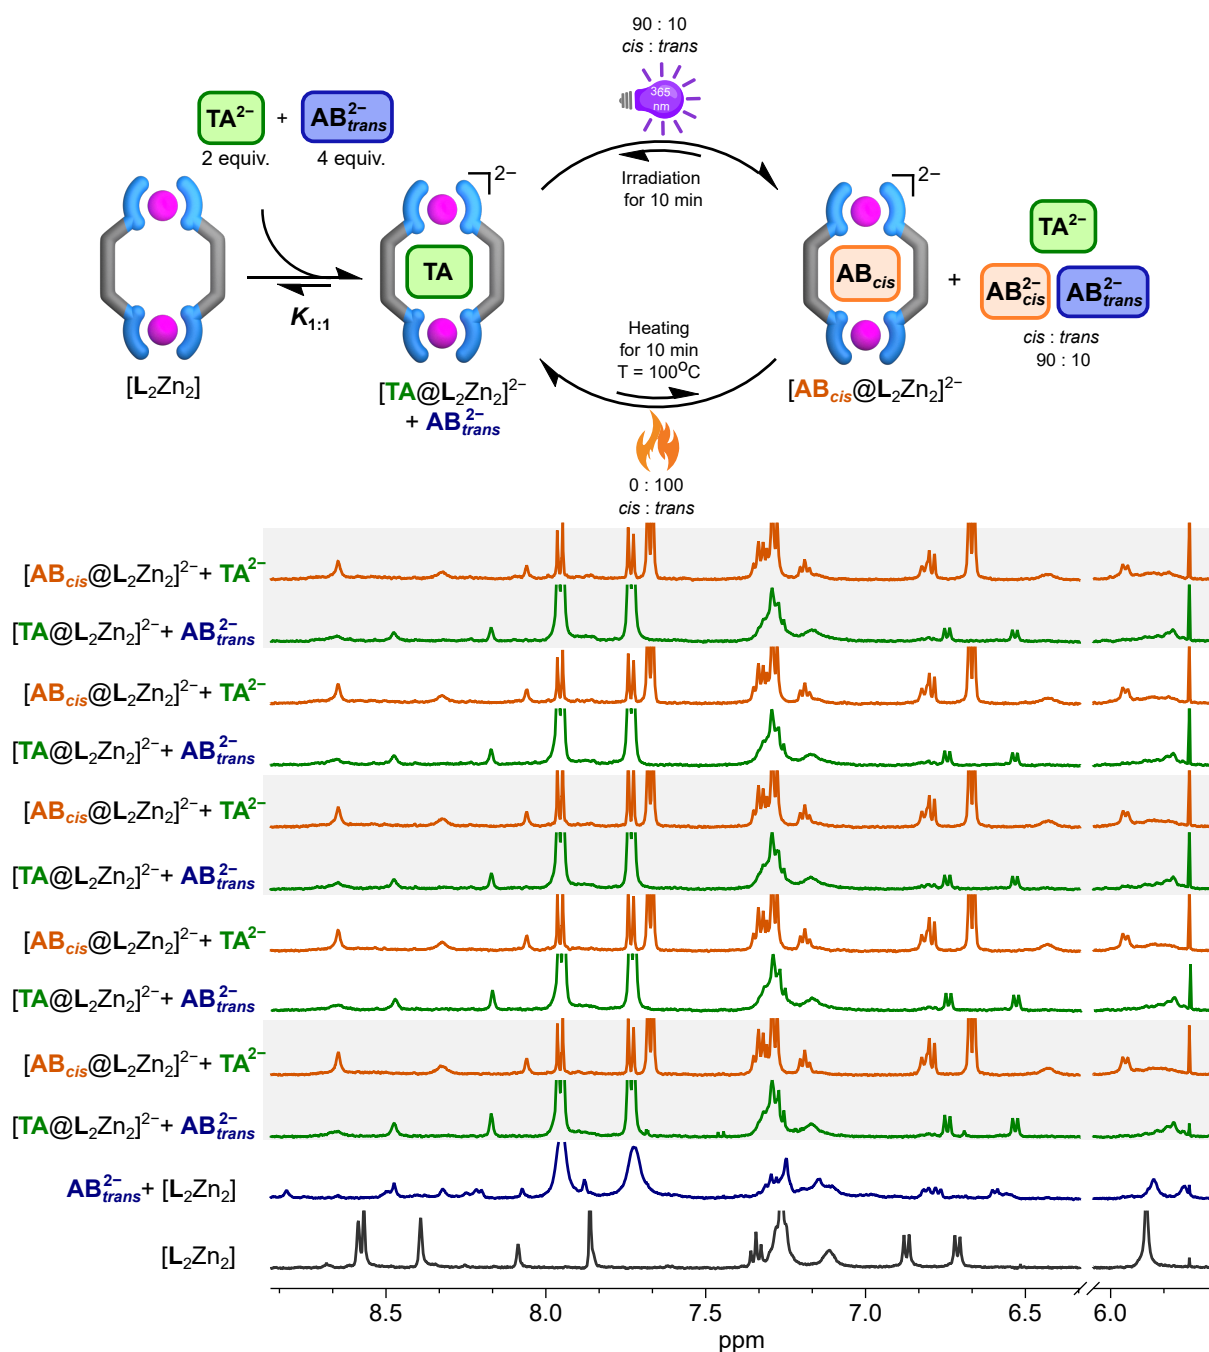 90 : 10
cis : trans
365
nm
TA²⁻ + AB²⁻trans
2 equiv. 4 equiv.
Irradiation
for 10 min
2−
2−
TA
ABcis
+
TA²⁻
AB²⁻cis AB²⁻trans
cis : trans
90 : 10
K1:1
Heating
for 10 min
T = 100°C
[L₂Zn₂]
[TA@L₂Zn₂]²⁻
+ AB²⁻trans
[ABcis@L₂Zn₂]²⁻
0 : 100
cis : trans
[ABcis@L₂Zn₂]²⁻+ TA²⁻
[TA@L₂Zn₂]²⁻+ AB²⁻trans
[ABcis@L₂Zn₂]²⁻+ TA²⁻
[TA@L₂Zn₂]²⁻+ AB²⁻trans
[ABcis@L₂Zn₂]²⁻+ TA²⁻
[TA@L₂Zn₂]²⁻+ AB²⁻trans
[ABcis@L₂Zn₂]²⁻+ TA²⁻
[TA@L₂Zn₂]²⁻+ AB²⁻trans
[ABcis@L₂Zn₂]²⁻+ TA²⁻
[TA@L₂Zn₂]²⁻+ AB²⁻trans
AB²⁻trans+ [L₂Zn₂]
[L₂Zn₂]
8.5 8.0 7.5 7.0 6.5 6.0
ppm